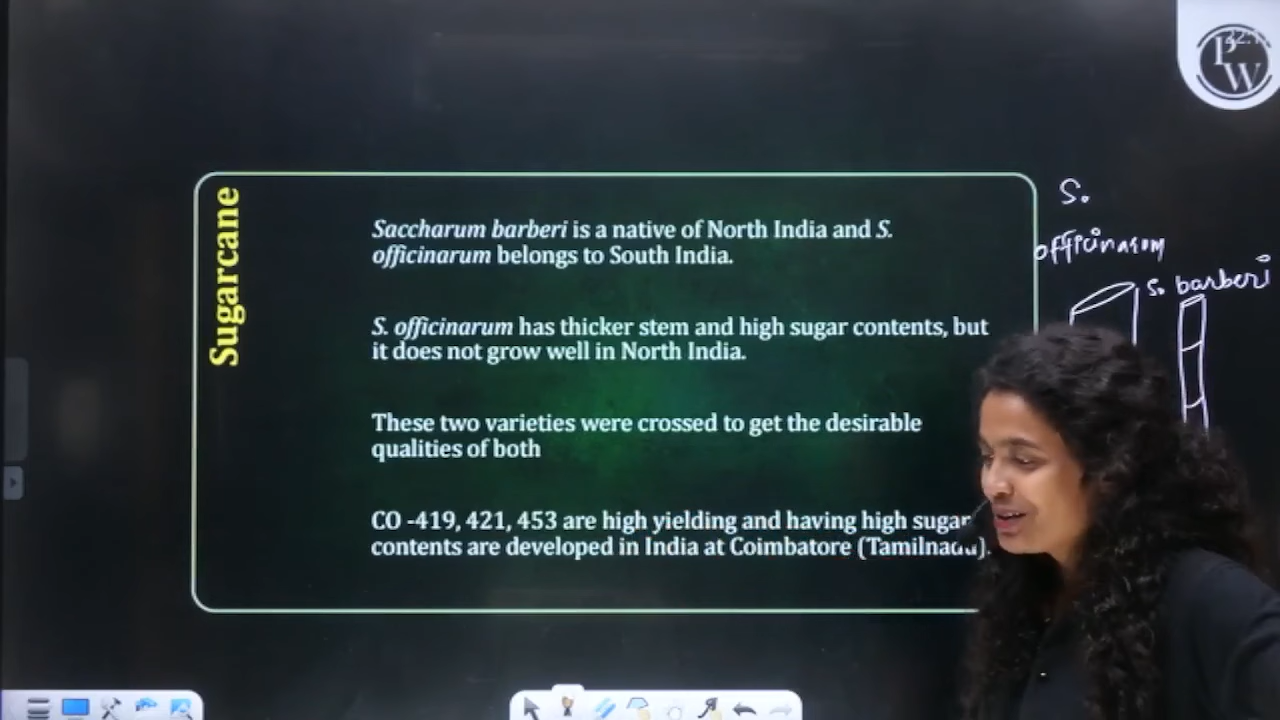 Sugarcane
Saccharum barberi is a native of North India and S.
officinarum belongs to South India.
S. officinarum has thicker stem and high sugar contents, but
it does not grow well in North India.
These two varieties were crossed to get the desirable
qualities of both
CO -419, 421, 453 are high yielding and having high sugar
contents are developed in India at Coimbatore (Tamilnadu).
S.
officinarum
S. barberi
PW